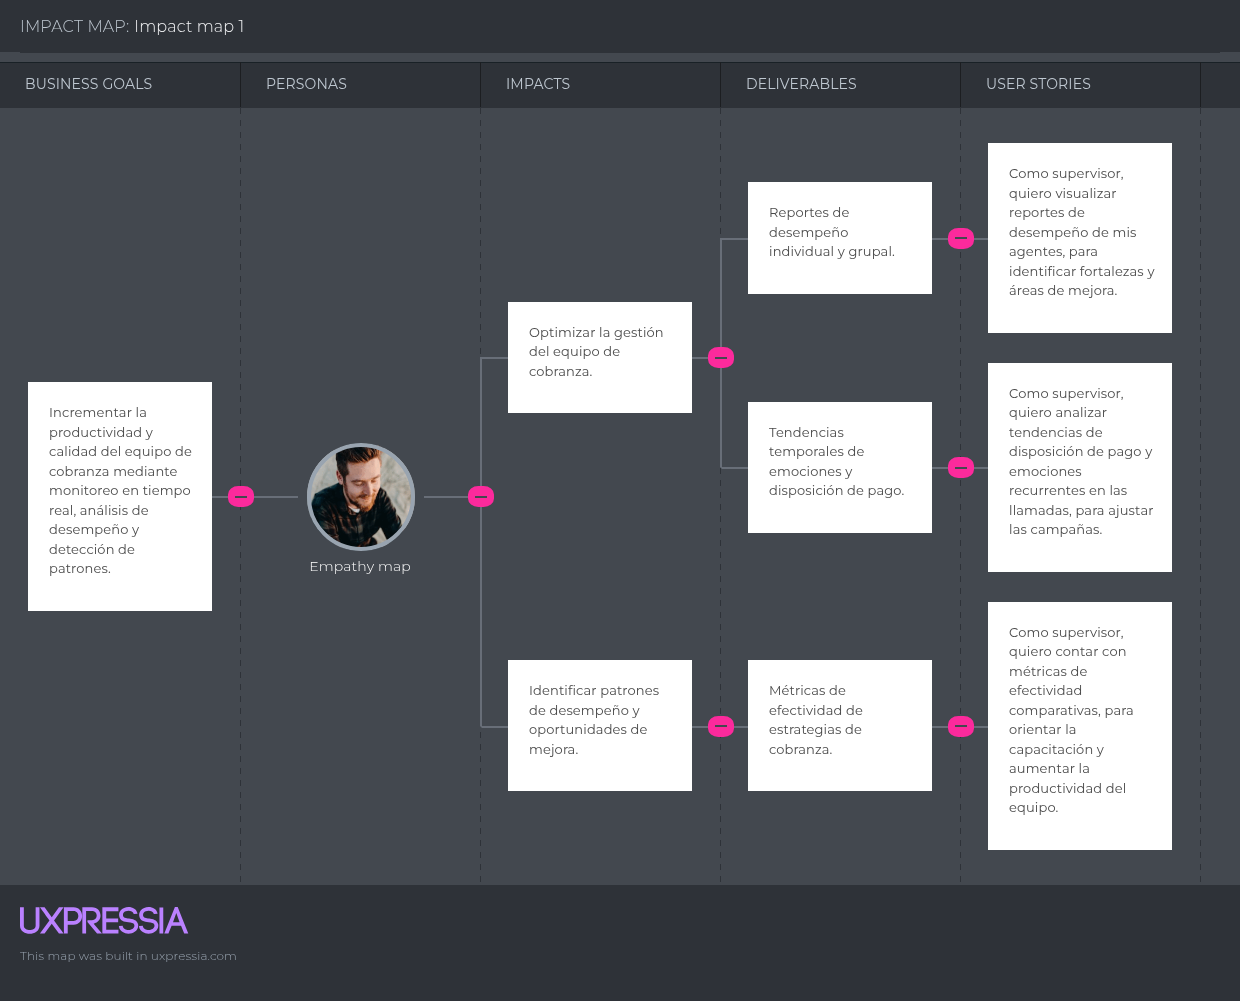 IMPACT MAP: Impact map 1
BUSINESS GOALS
PERSONAS
IMPACTS
DELIVERABLES
USER STORIES
Incrementar la
productividad y
calidad del equipo de
cobranza mediante
monitoreo en tiempo
real, análisis de
desempeño y
detección de
patrones.
Empathy map
Optimizar la gestión
del equipo de
cobranza.
Identificar patrones
de desempeño y
oportunidades de
mejora.
Reportes de
desempeño
individual y grupal.
Tendencias
temporales de
emociones y
disposición de pago.
Métricas de
efectividad de
estrategias de
cobranza.
Como supervisor,
quiero visualizar
reportes de
desempeño de mis
agentes, para
identificar fortalezas y
áreas de mejora.
Como supervisor,
quiero analizar
tendencias de
disposición de pago y
emociones
recurrentes en las
llamadas, para ajustar
las campañas.
Como supervisor,
quiero contar con
métricas de
efectividad
comparativas, para
orientar la
capacitación y
aumentar la
productividad del
equipo.
UXPRESSIA
This map was built in uxpressia.com